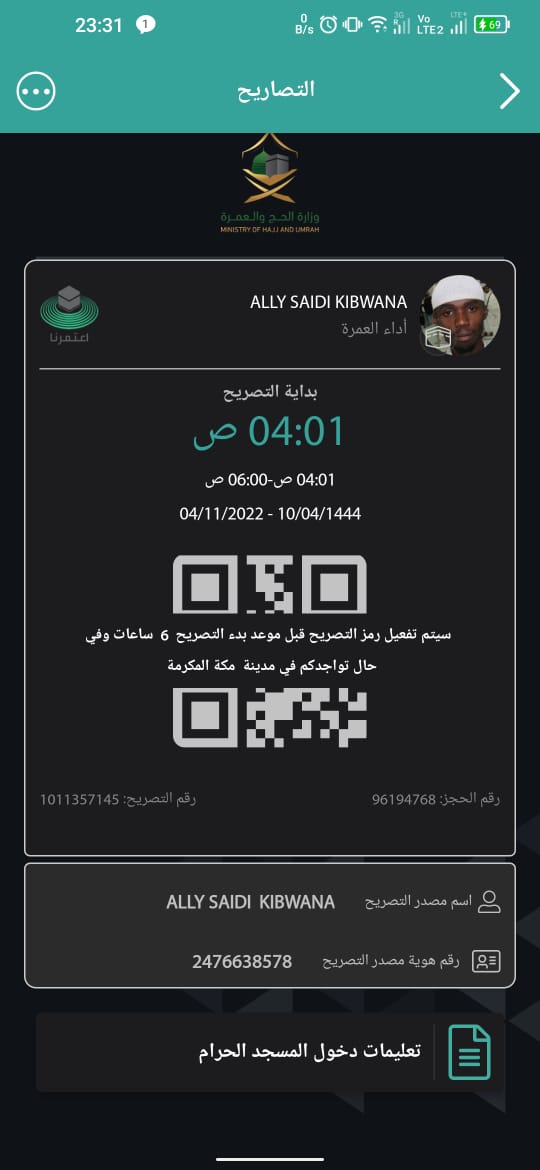 23:31
1
0
B/s
3G
R
Vo
LTE2
LTE+
69
التصاريح
وزارة الحج والعمرة
MINISTRY OF HAJJ AND UMRAH
ALLY SAIDI KIBWANA
أداء العمرة
اعتمرنا
بداية التصريح
04:01 ص
04:01 ص-06:00 ص
04/11/2022 - 10/04/1444
سيتم تفعيل رمز التصريح قبل موعد بدء التصريح 6 ساعات وفي
حال تواجدكم في مدينة مكة المكرمة
رقم الحجز: 96194768
رقم التصريح: 1011357145
اسم مصدر التصريح ALLY SAIDI KIBWANA
رقم هوية مصدر التصريح 2476638578
تعليمات دخول المسجد الحرام